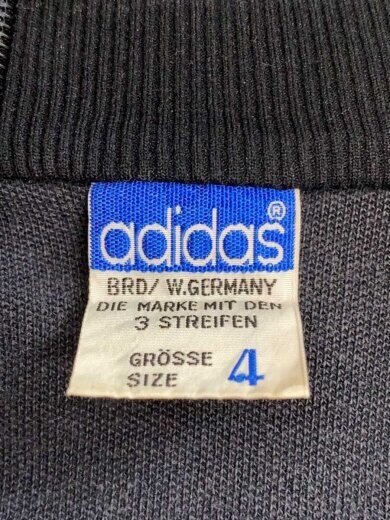 adidas®
BRD/ W.GERMANY
DIE MARKE MIT DEN
3 STREIFEN
GRÖSSE
SIZE 4